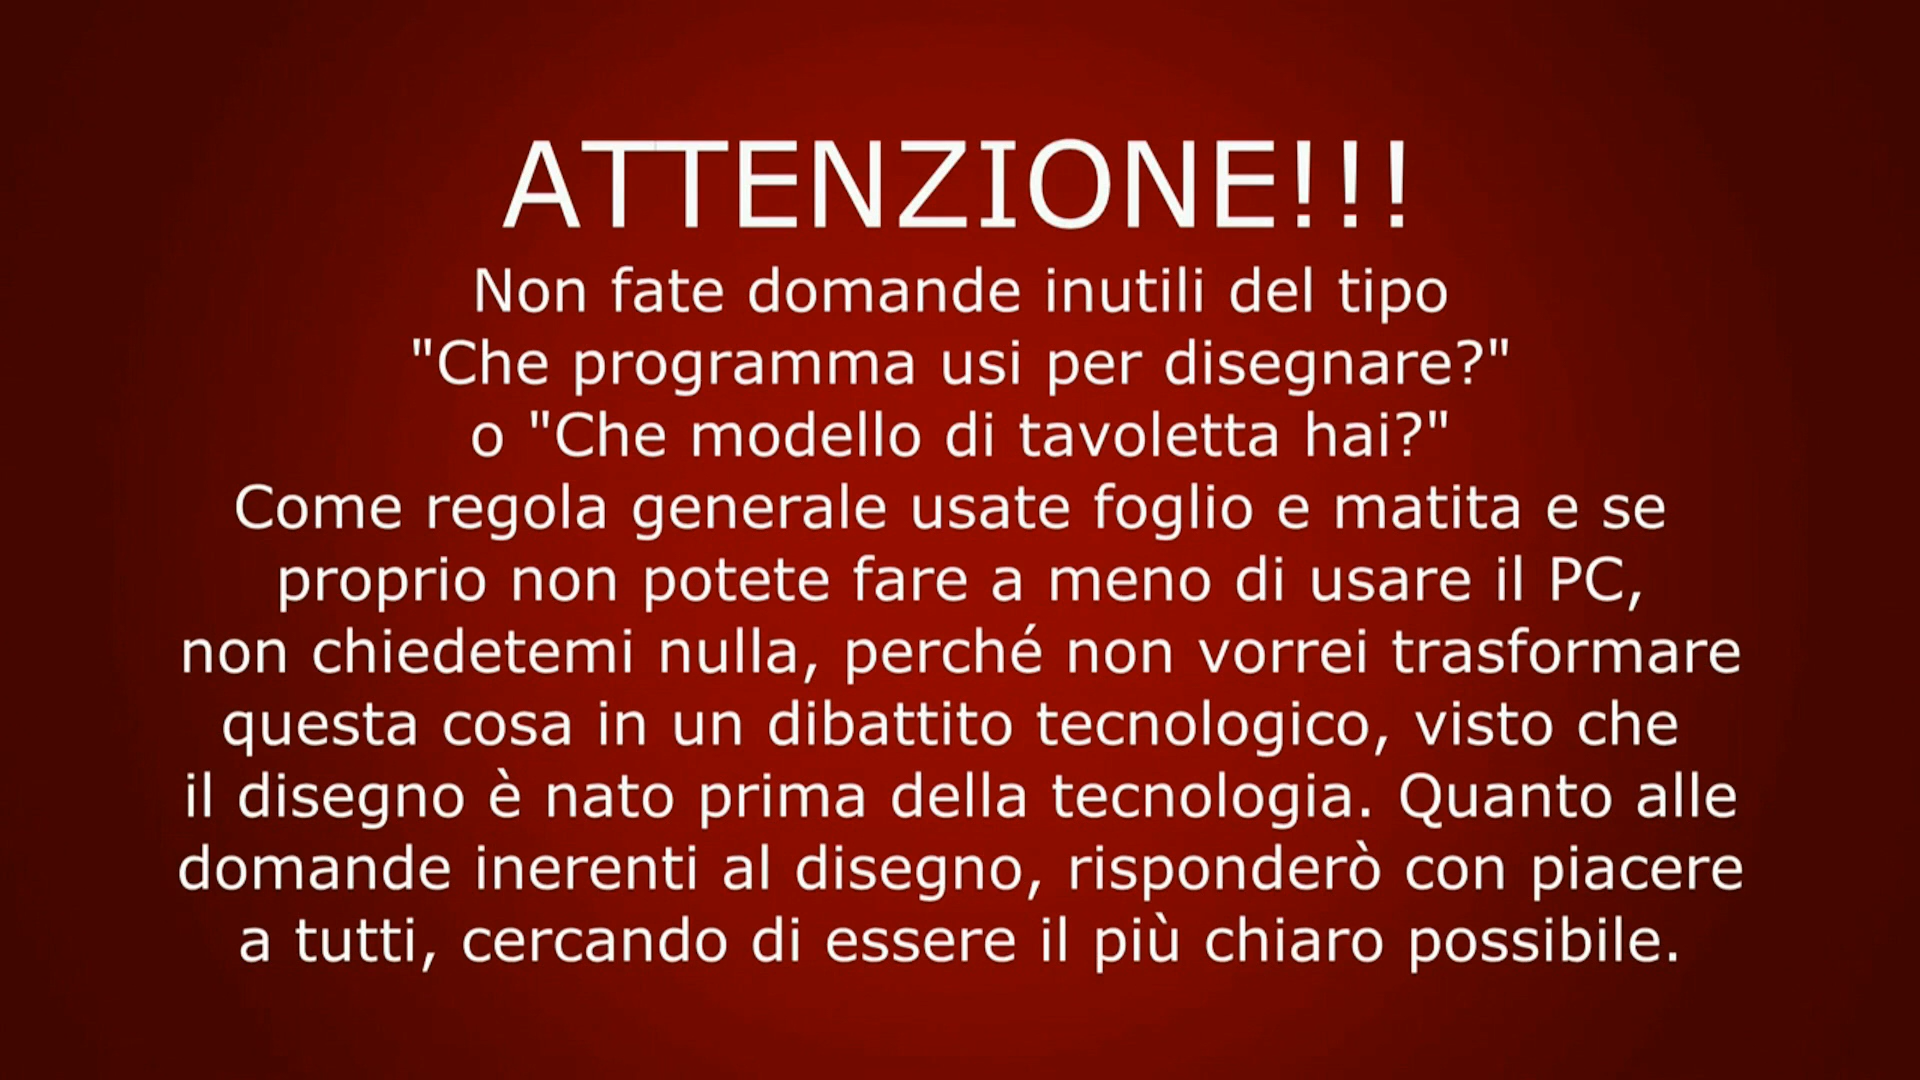 ATTENZIONE!!!
Non fate domande inutili del tipo
"Che programma usi per disegnare?"
o "Che modello di tavoletta hai?"
Come regola generale usate foglio e matita e se
proprio non potete fare a meno di usare il PC,
non chiedetemi nulla, perché non vorrei trasformare
questa cosa in un dibattito tecnologico, visto che
il disegno è nato prima della tecnologia. Quanto alle
domande inerenti al disegno, risponderò con piacere
a tutti, cercando di essere il più chiaro possibile.